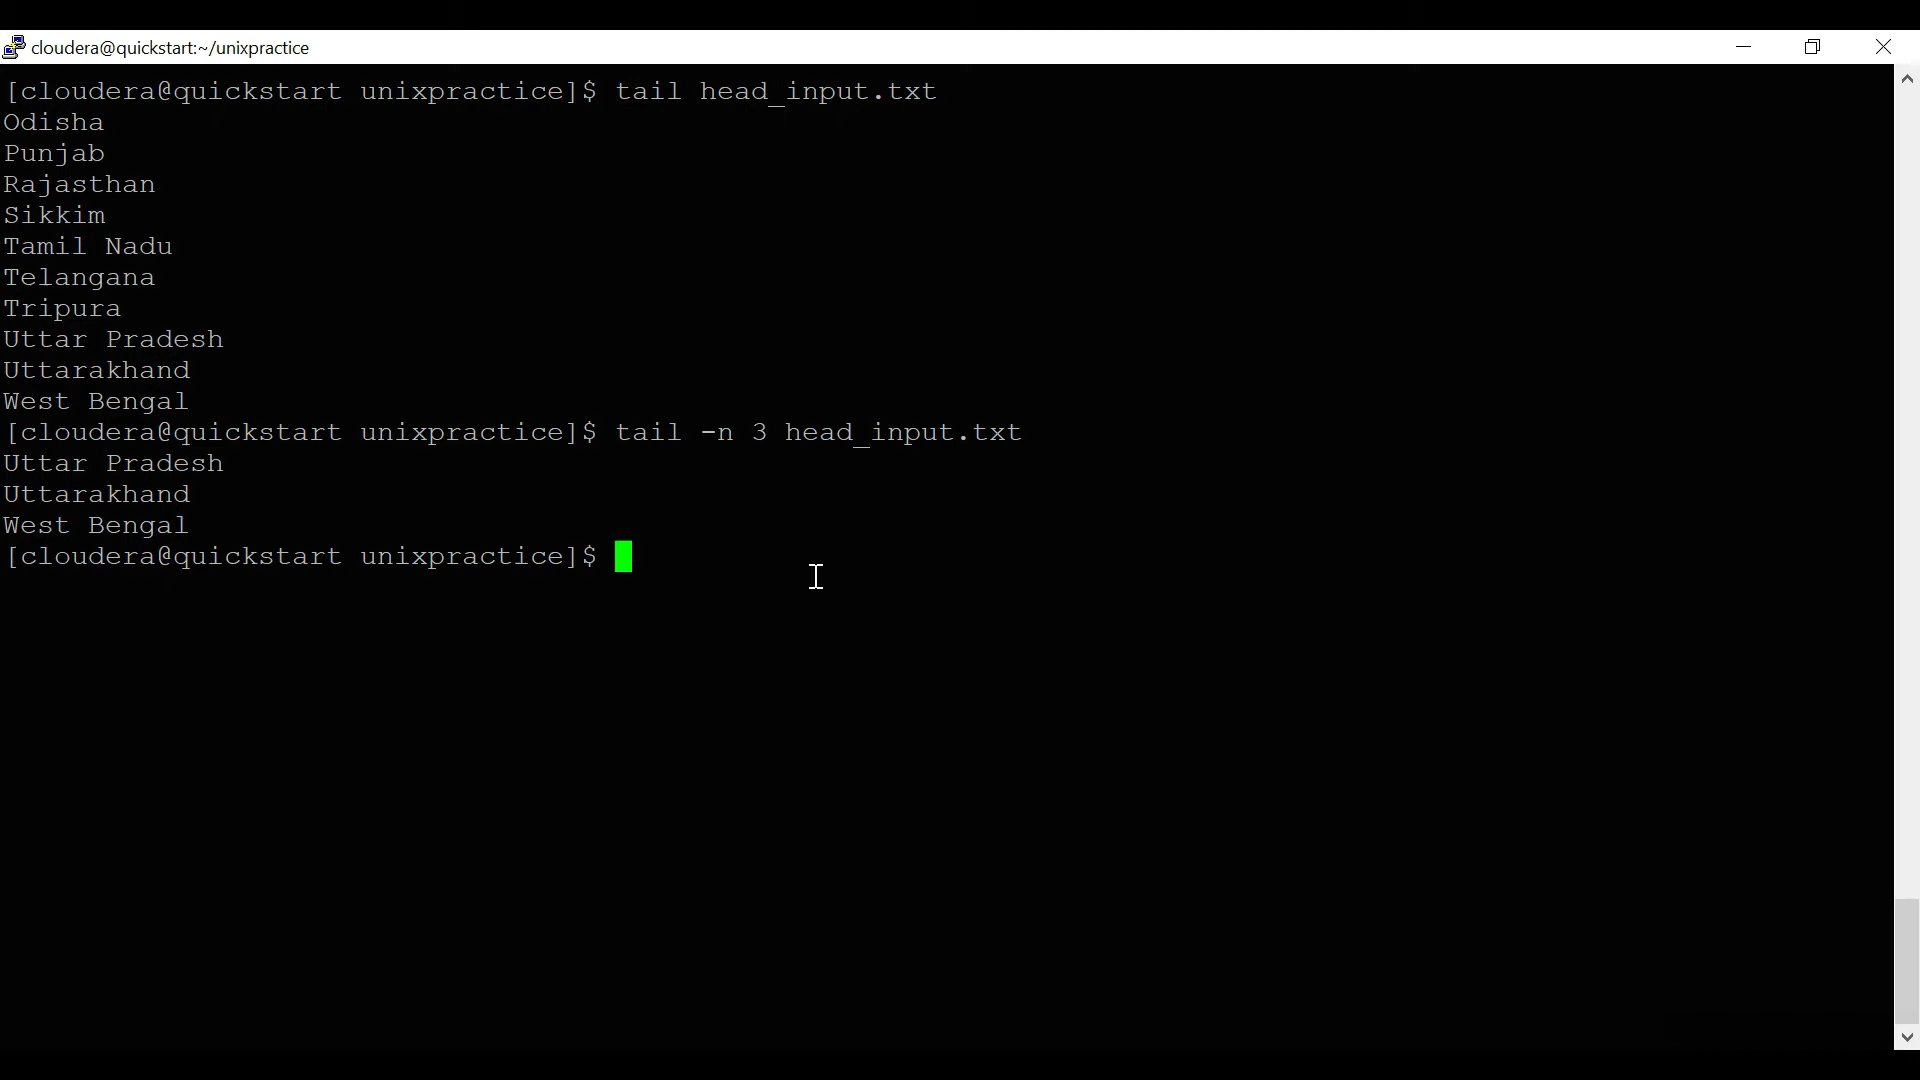 cloudera@quickstart:~/unixpractice
[cloudera@quickstart unixpractice]$ tail head_input.txt
Odisha
Punjab
Rajasthan
Sikkim
Tamil Nadu
Telangana
Tripura
Uttar Pradesh
Uttarakhand
West Bengal
[cloudera@quickstart unixpractice]$ tail -n 3 head_input.txt
Uttar Pradesh
Uttarakhand
West Bengal
[cloudera@quickstart unixpractice]$